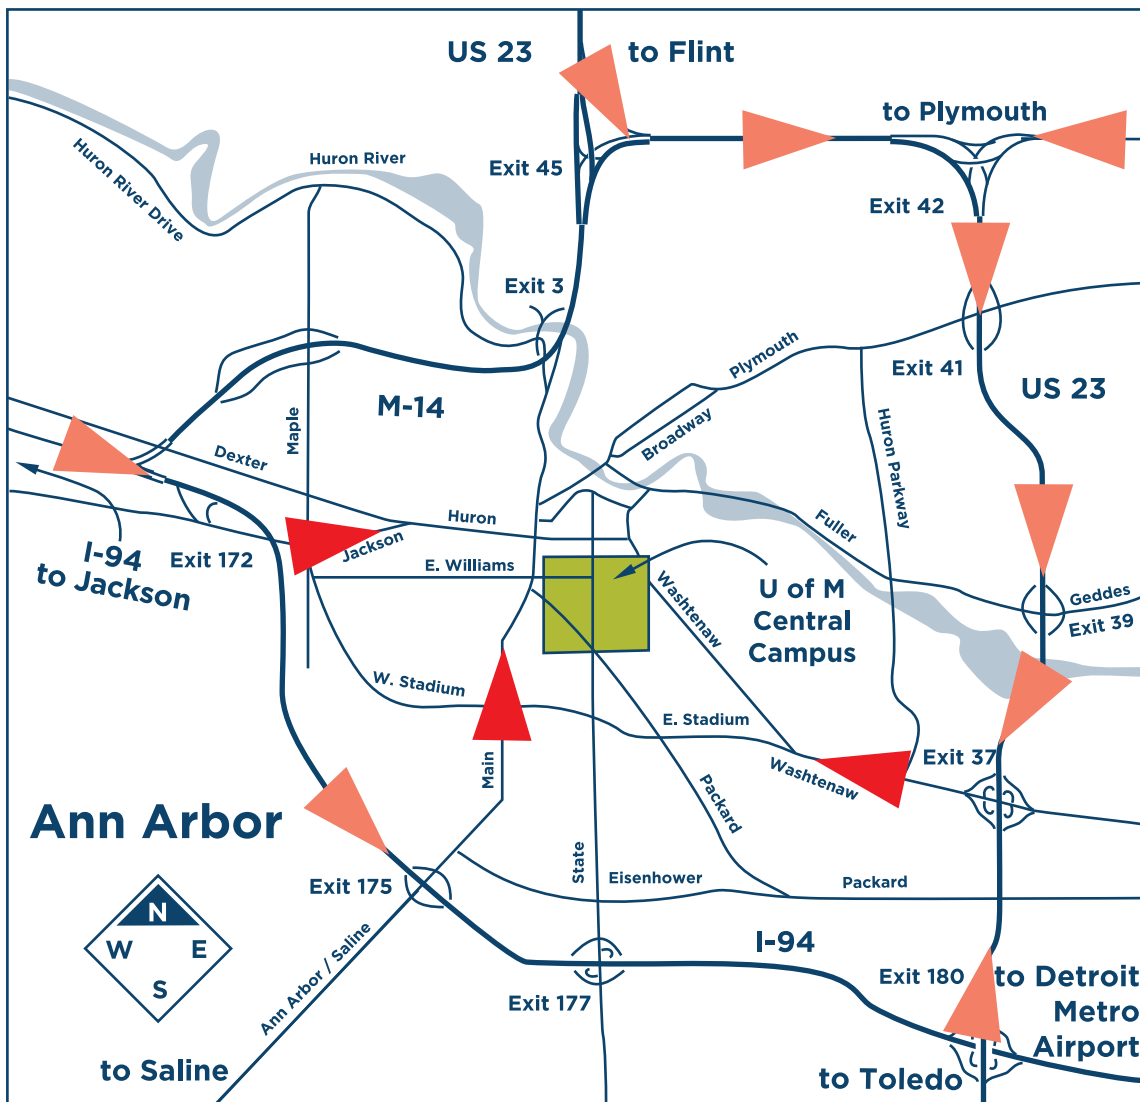 US 23
to Flint
to Plymouth
Huron River
Huron River Drive
Exit 45
Exit 42
Exit 3
Plymouth
Exit 41
US 23
M-14
Maple
Broadway
Huron Parkway
Dexter
Huron
Fuller
Jackson
I-94
to Jackson
Exit 172
E. Williams
Washtenaw
U of M
Central
Campus
Geddes
Exit 39
W. Stadium
E. Stadium
Main
Washtenaw
Exit 37
Packard
Ann Arbor
State
Exit 175
Eisenhower
Packard
N
W
E
S
Ann Arbor / Saline
I-94
Exit 177
Exit 180
to Detroit
Metro
Airport
to Saline
to Toledo